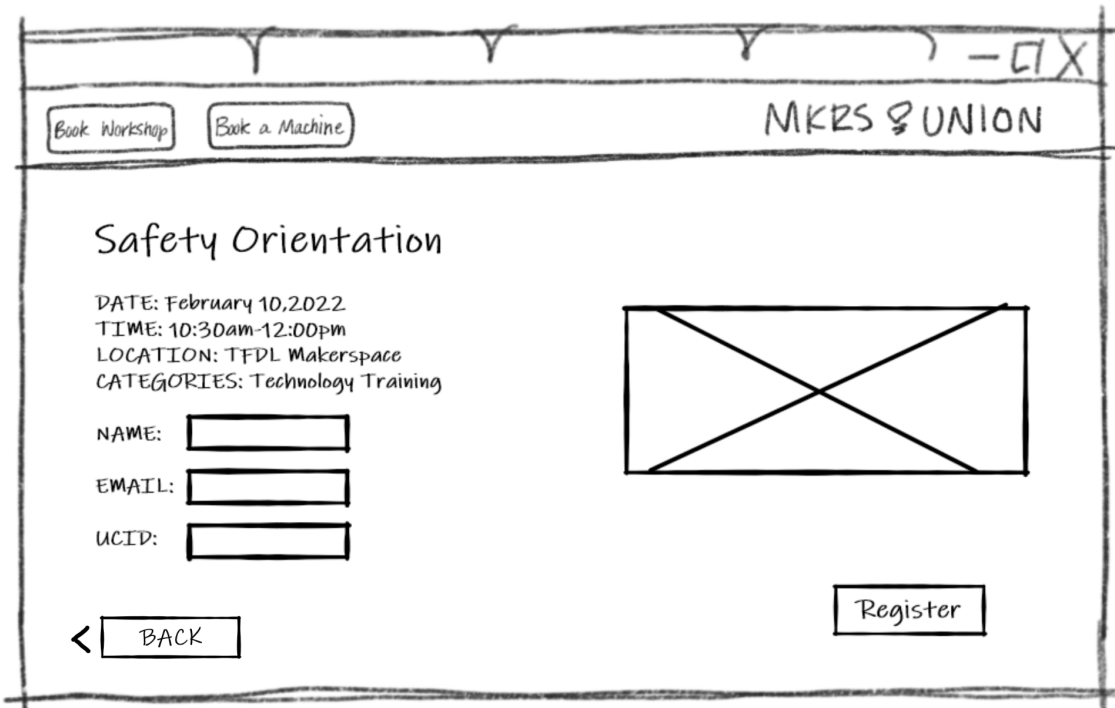 Book Workshop
Book a Machine
MKRS UNION
Safety Orientation
DATE: February 10,2022
TIME: 10:30am-12:00pm
LOCATION: TFDL Makerspace
CATEGORIES: Technology Training
NAME:
EMAIL:
UCID:
Register
< BACK